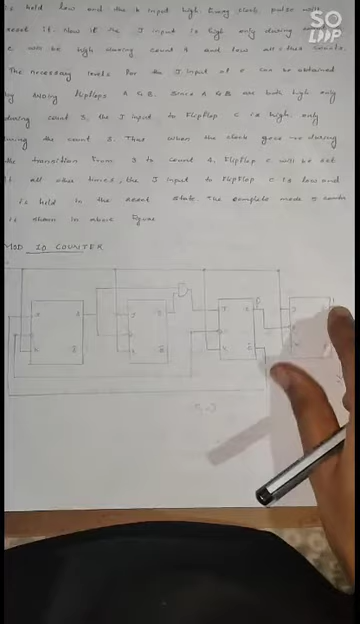 SO LOOP
is held low and the k input high. Every clock pulse will
reset it. Now if the J input is high only during
C will be high during count 4 and low all other counts.
The necessary levels for the J input of C can be obtained
by ANDing flipflops A & B. Since A & B are both high only
during count 3, the J input to flipflop C is high only
during the count 3. Thus when the clock goes during
the transition from 3 to count 4, flipflop C will be set
At all other times, the J input to flipflop C is low and
is held in the reset state. The complete mode 5 count
is shown in above figure
MOD 10 COUNTER